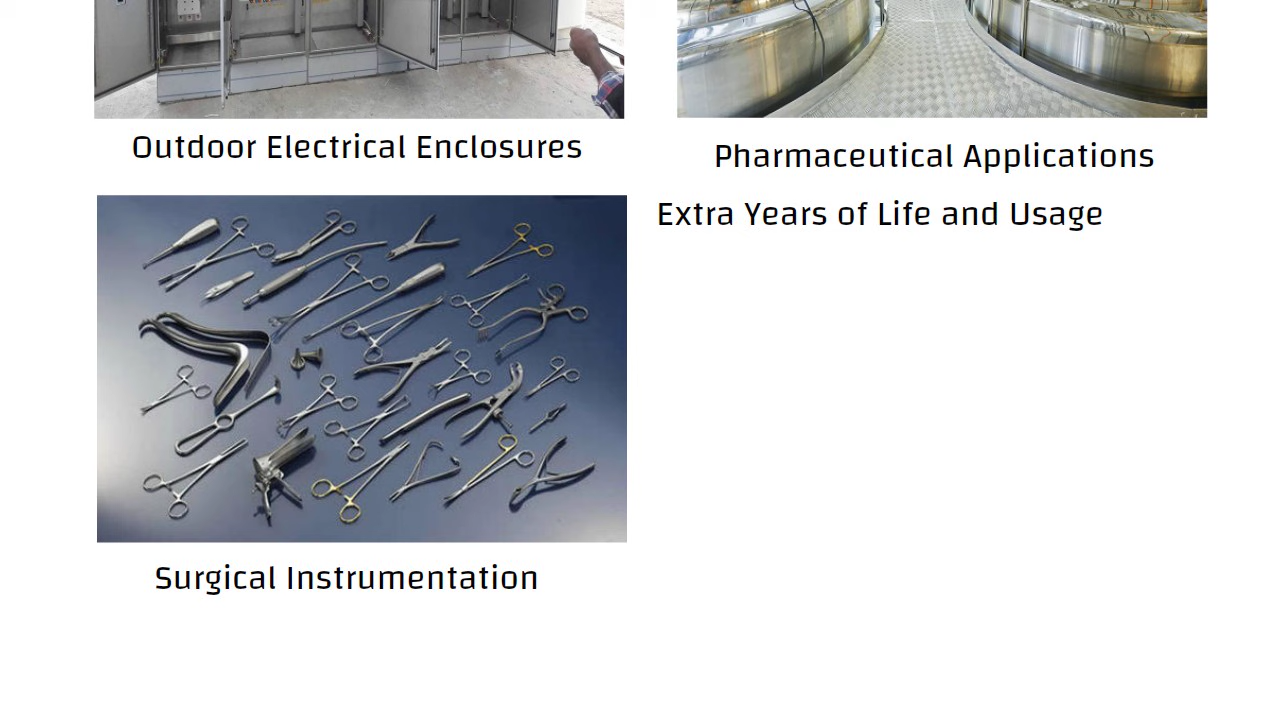 Outdoor Electrical Enclosures
Pharmaceutical Applications
Extra Years of Life and Usage
Surgical Instrumentation